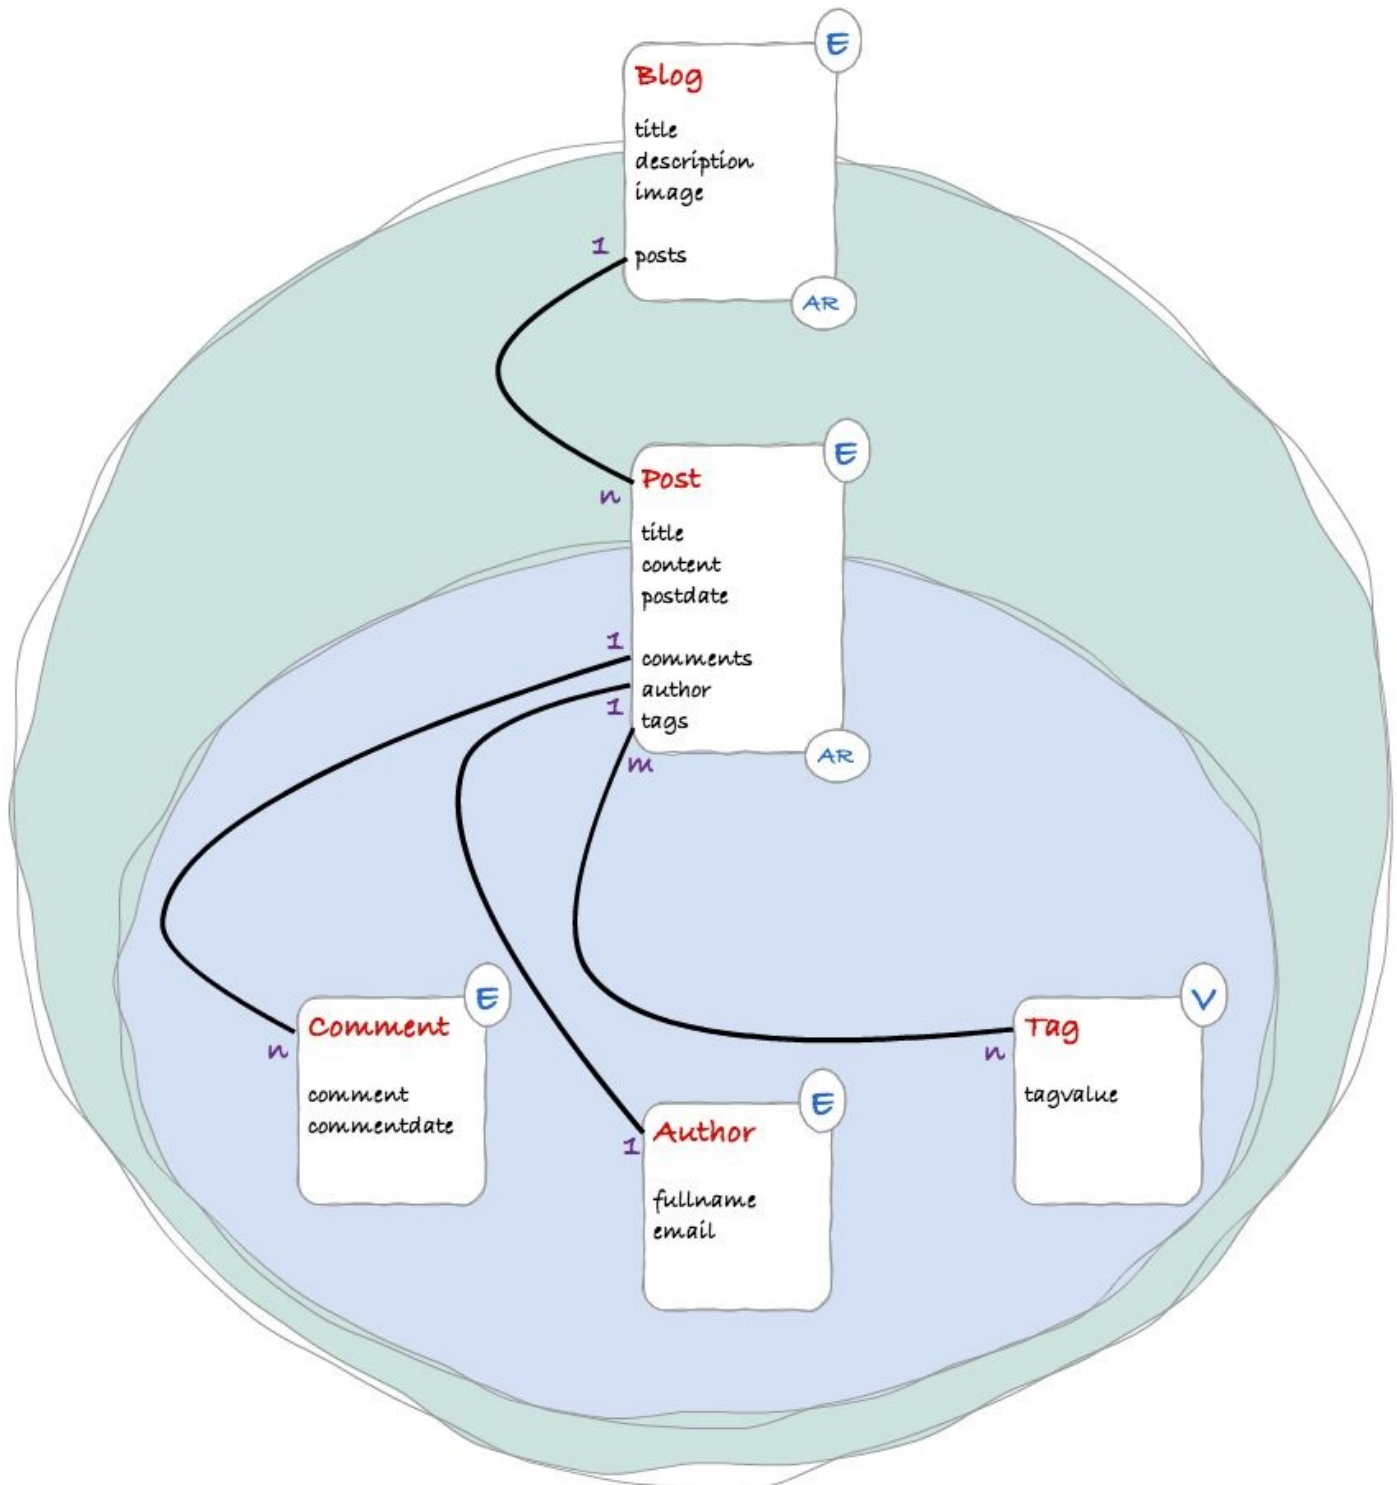 E
Blog
title
description
image
1
posts
AR
E
Post
n
title
content
postdate
1
comments
author
1
tags
m
AR
E
Comment
n
comment
commentdate
E
Author
1
fullname
email
V
Tag
n
tagvalue